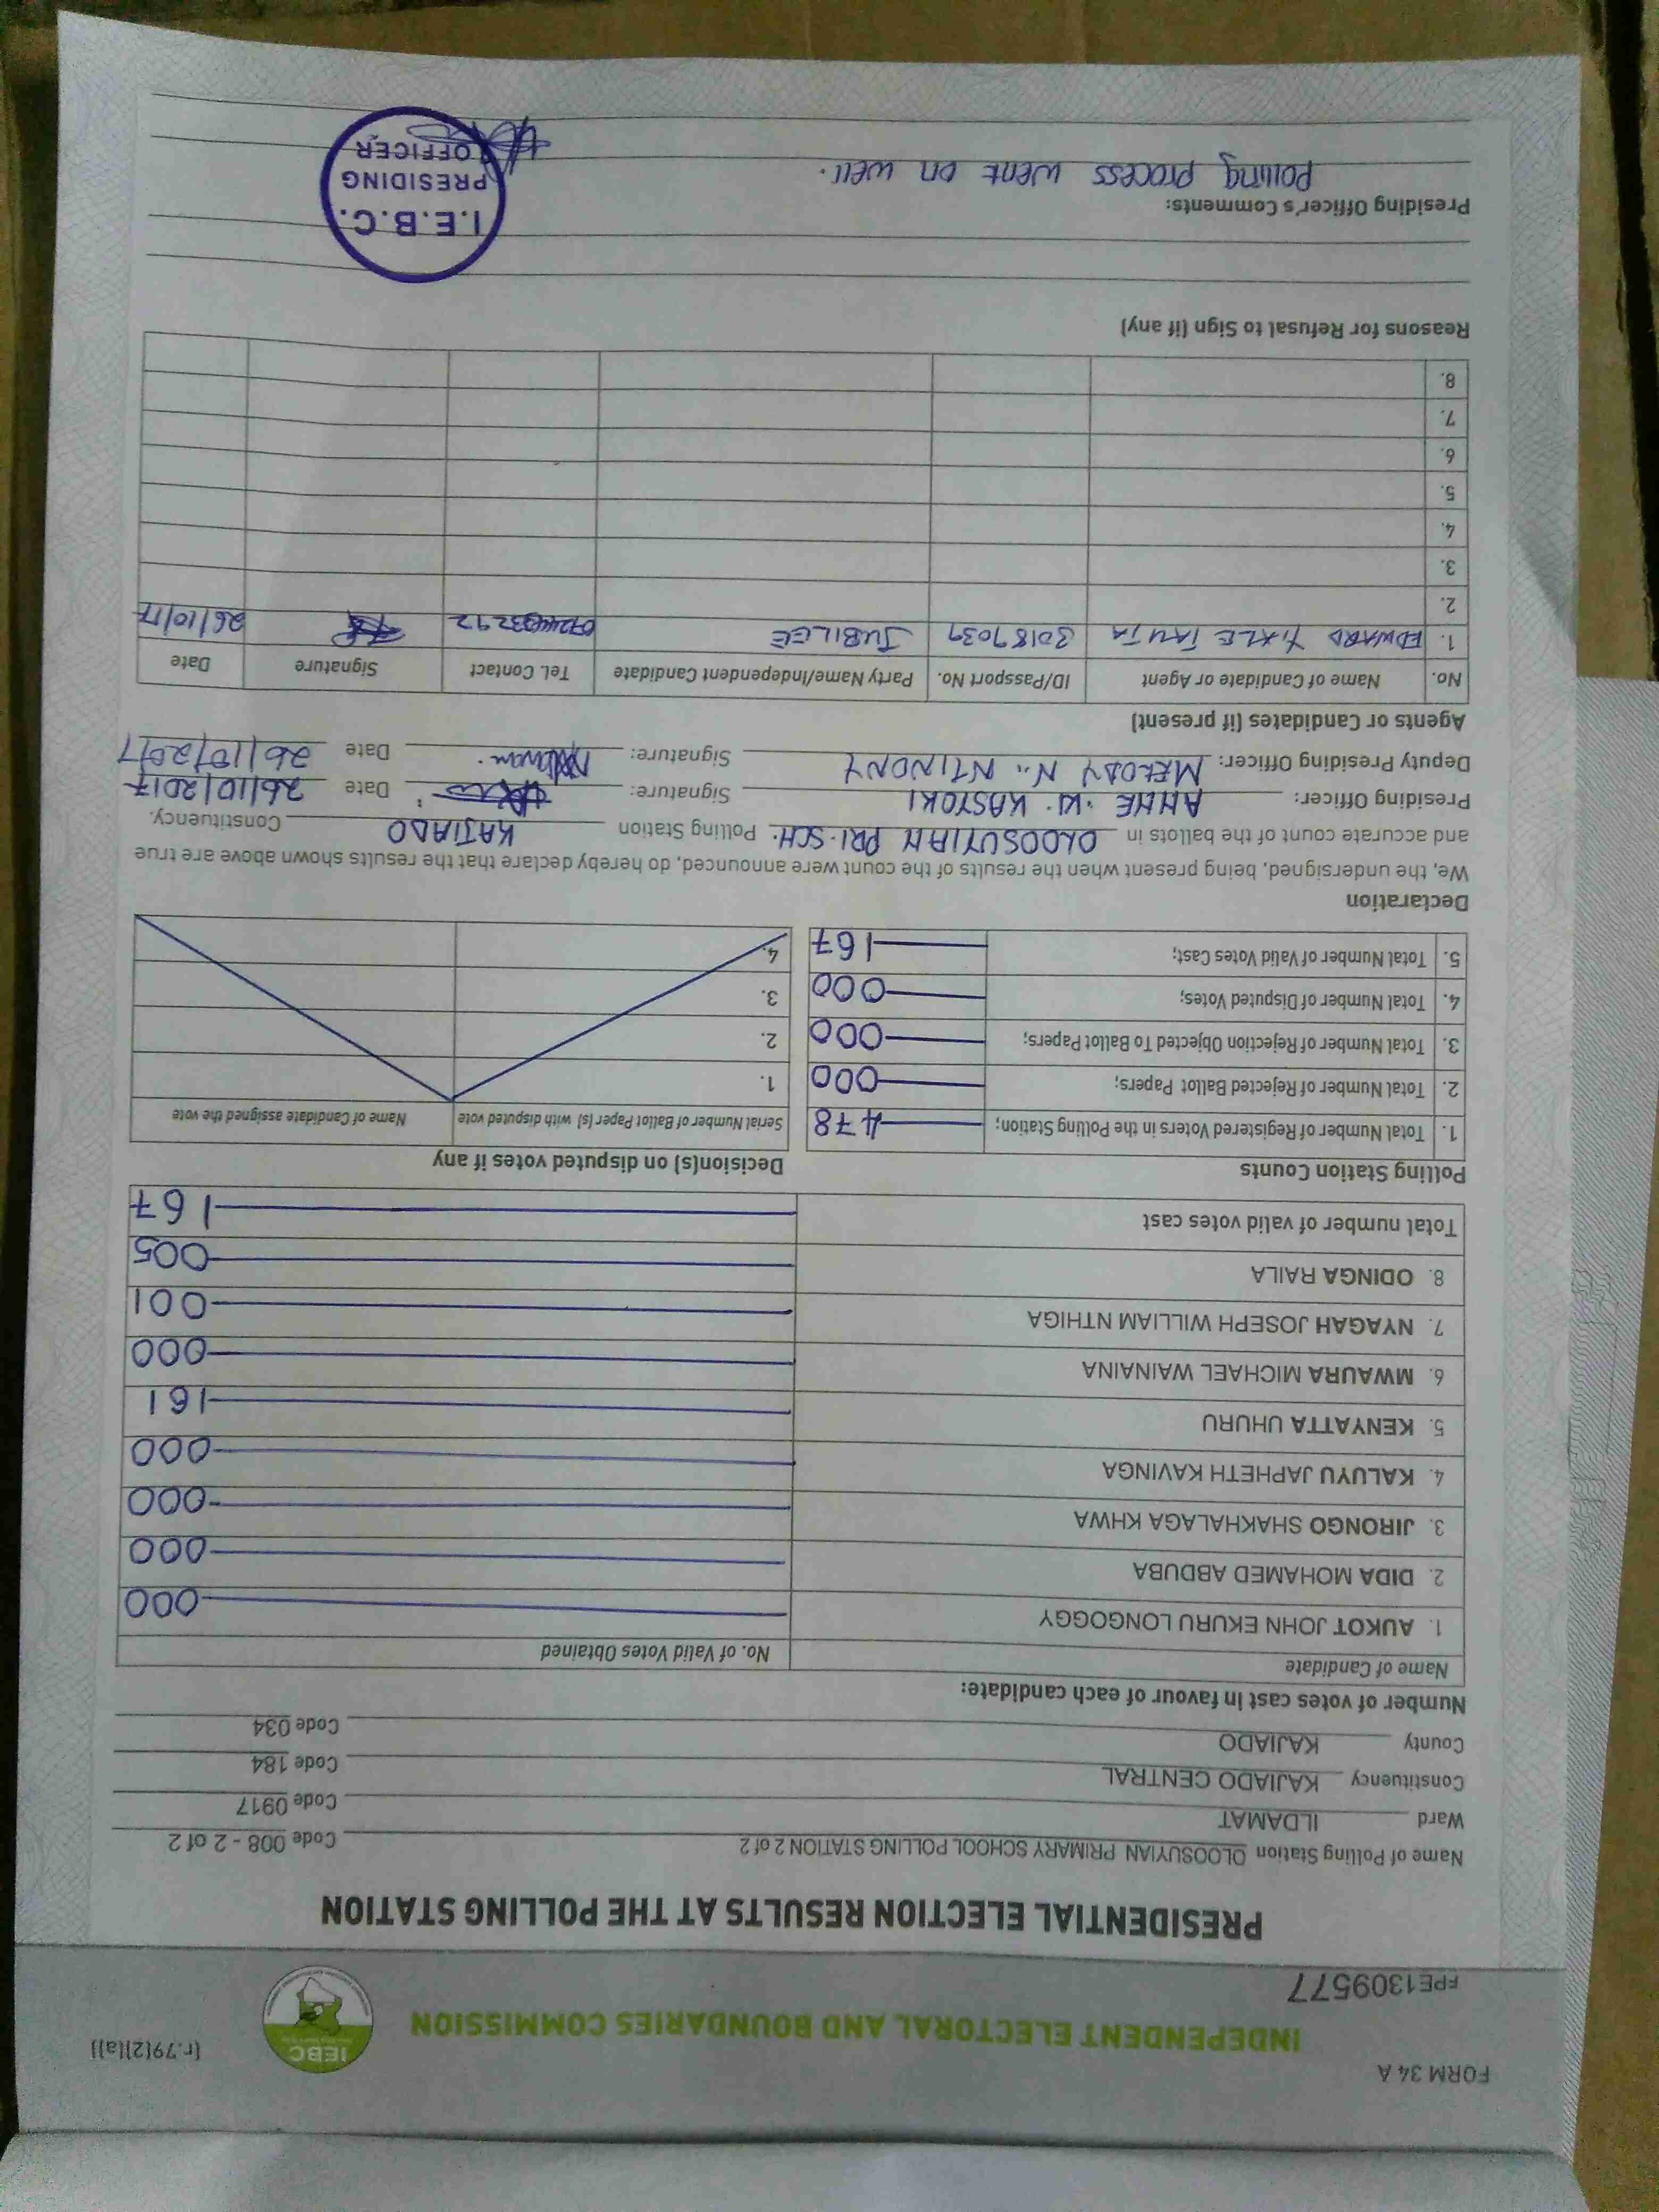 FORM 34 A
(r.79(2)(a))
INDEPENDENT ELECTORAL AND BOUNDARIES COMMISSION
IEBC
FPE1309577
PRESIDENTIAL ELECTION RESULTS AT THE POLLING STATION
Name of Polling Station OLOOSUYIAN PRIMARY SCHOOL POLLING STATION 2 of 2 Code 008 - 2 of 2
Ward ILDAMAT Code 0917
Constituency KAJIADO CENTRAL Code 184
County KAJIADO Code 034
Number of votes cast in favour of each candidate:
Name of Candidate No. of Valid Votes Obtained
1. AUKOT JOHN EKURU LONGOGGY 000
2. DIDA MOHAMED ABDUBA 000
3. JIRONGO SHAKHALAGA KHWA 000
4. KALUYU JAPHETH KAVINGA 000
5. KENYATTA UHURU 161
6. MWAURA MICHAEL WAINAINA 000
7. NYAGAH JOSEPH WILLIAM NTHIGA 001
8. ODINGA RAILA 005
Total number of valid votes cast 167
Polling Station Counts
1. Total Number of Registered Voters in the Polling Station; 478
2. Total Number of Rejected Ballot Papers; 000
3. Total Number of Rejection Objected To Ballot Papers; 000
4. Total Number of Disputed Votes; 000
5. Total Number of Valid Votes Cast; 167
Decision(s) on disputed votes if any
Serial Number of Ballot Paper (s) with disputed vote Name of Candidate assigned the vote
1.
2.
3.
4.
Declaration
We, the undersigned, being present when the results of the count were announced, do hereby declare that the results shown above are true
and accurate count of the ballots in OLOOSUYIAN PRI. SCH. Polling Station KAJIADO Constituency.
Presiding Officer: ANNE . K. KASYOKI Signature: Date 26/10/2017
Deputy Presiding Officer: MELODY N. NTINONY Signature: Date 26/10/2017
Agents or Candidates (if present)
No. Name of Candidate or Agent ID/Passport No. Party Name/Independent Candidate Tel. Contact Signature Date
1. EDWARD 30187039 JUBILEE 26/10/17
2.
3.
4.
5.
6.
7.
8.
Reasons for Refusal to Sign (if any)
Presiding Officer's Comments:
Polling process went on well.
I.E.B.C.
PRESIDING
OFFICER